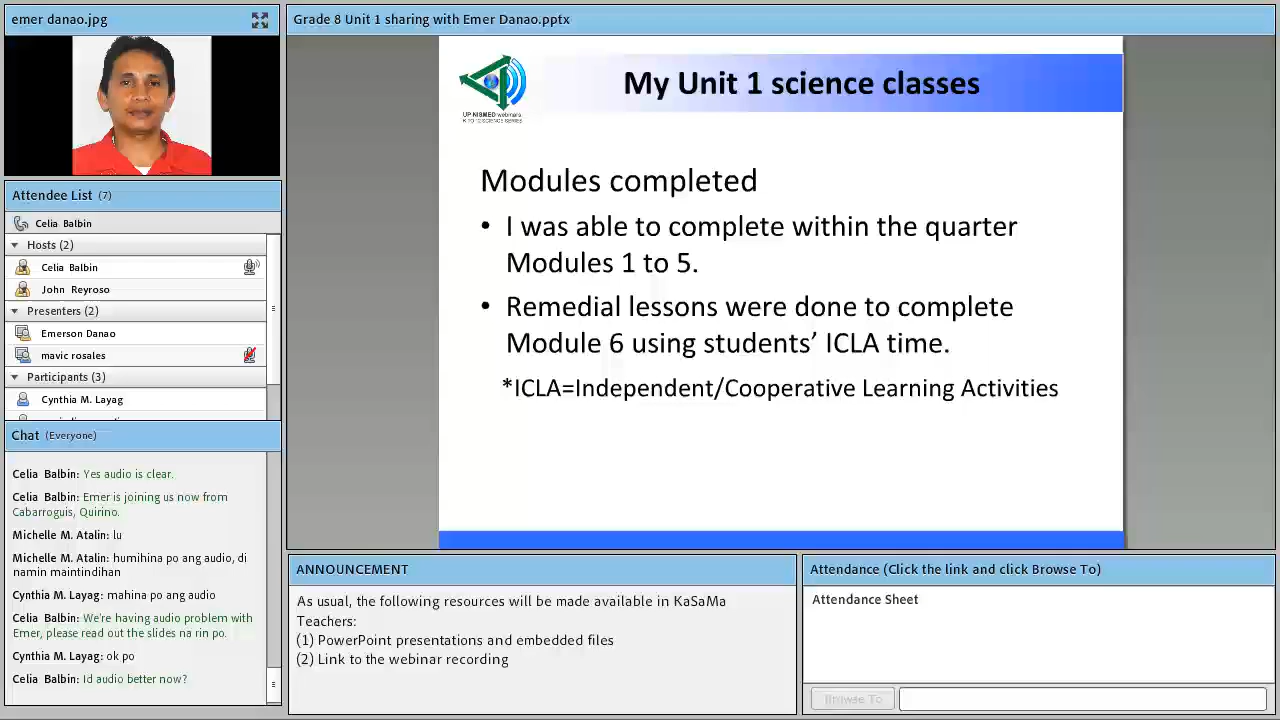 emer danao.jpg
Attendee List (7)
Celia Balbin
Hosts (2)
Celia Balbin
John Reyroso
Presenters (2)
Emerson Danao
mavic rosales
Participants (3)
Cynthia M. Layag
Chat (Everyone)
Celia Balbin: Yes audio is clear.
Celia Balbin: Emer is joining us now from
Cabarroguis, Quirino.
Michelle M. Atalin: lu
Michelle M. Atalin: humihina po ang audio, di
namin maintindihan
Cynthia M. Layag: mahina po ang audio
Celia Balbin: We're having audio problem with
Emer, please read out the slides na rin po.
Cynthia M. Layag: ok po
Celia Balbin: Id audio better now?
Grade 8 Unit 1 sharing with Emer Danao.pptx
UP NISMED webinars
K TO 12 SCIENCE SERIES
My Unit 1 science classes
Modules completed
• I was able to complete within the quarter
Modules 1 to 5.
• Remedial lessons were done to complete
Module 6 using students’ ICLA time.
*ICLA=Independent/Cooperative Learning Activities
ANNOUNCEMENT
As usual, the following resources will be made available in KaSaMa
Teachers:
(1) PowerPoint presentations and embedded files
(2) Link to the webinar recording
Attendance (Click the link and click Browse To)
Attendance Sheet
Browse To